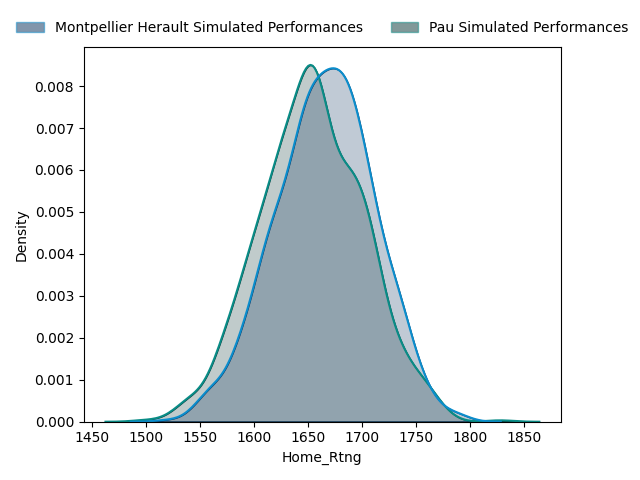 Montpellier Herault Simulated Performances Pau Simulated Performances
0.008
0.007
0.006
0.005
0.004
0.003
0.002
0.001
0.000
Density
1450 1500 1550 1600 1650 1700 1750 1800 1850
Home_Rtng